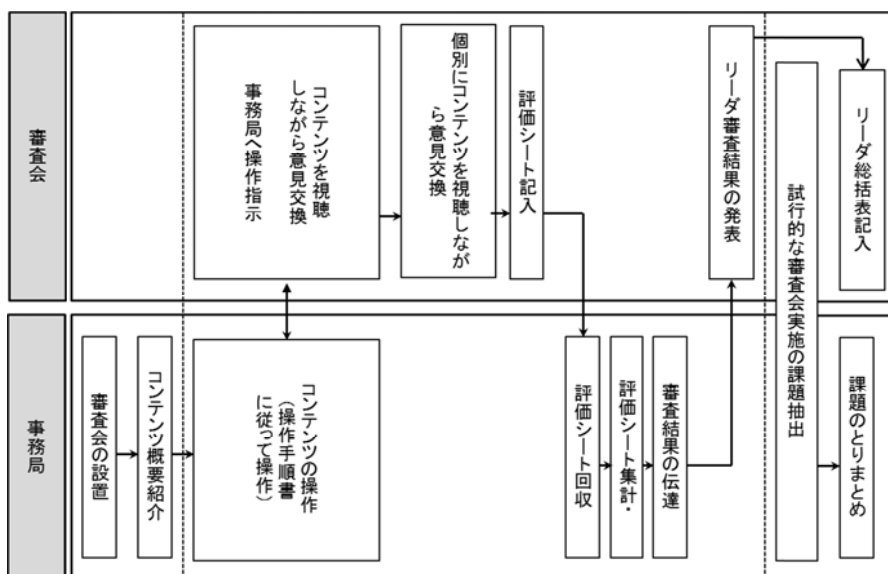 審査会
コンテンツを視聴
しながら意見交換
事務局へ操作指示
個別にコンテンツを視聴しなが
ら意見交換
評価シート記入
リーダ審査結果の発表
試行的な審査会実施の課題抽出
リーダ総括表記入
事務局
審査会の設置
コンテンツ概要紹介
コンテンツの操作
(操作手順書
に従って操作)
評価シート回収
評価シート集計・
審査結果の伝達
課題のとりまとめ